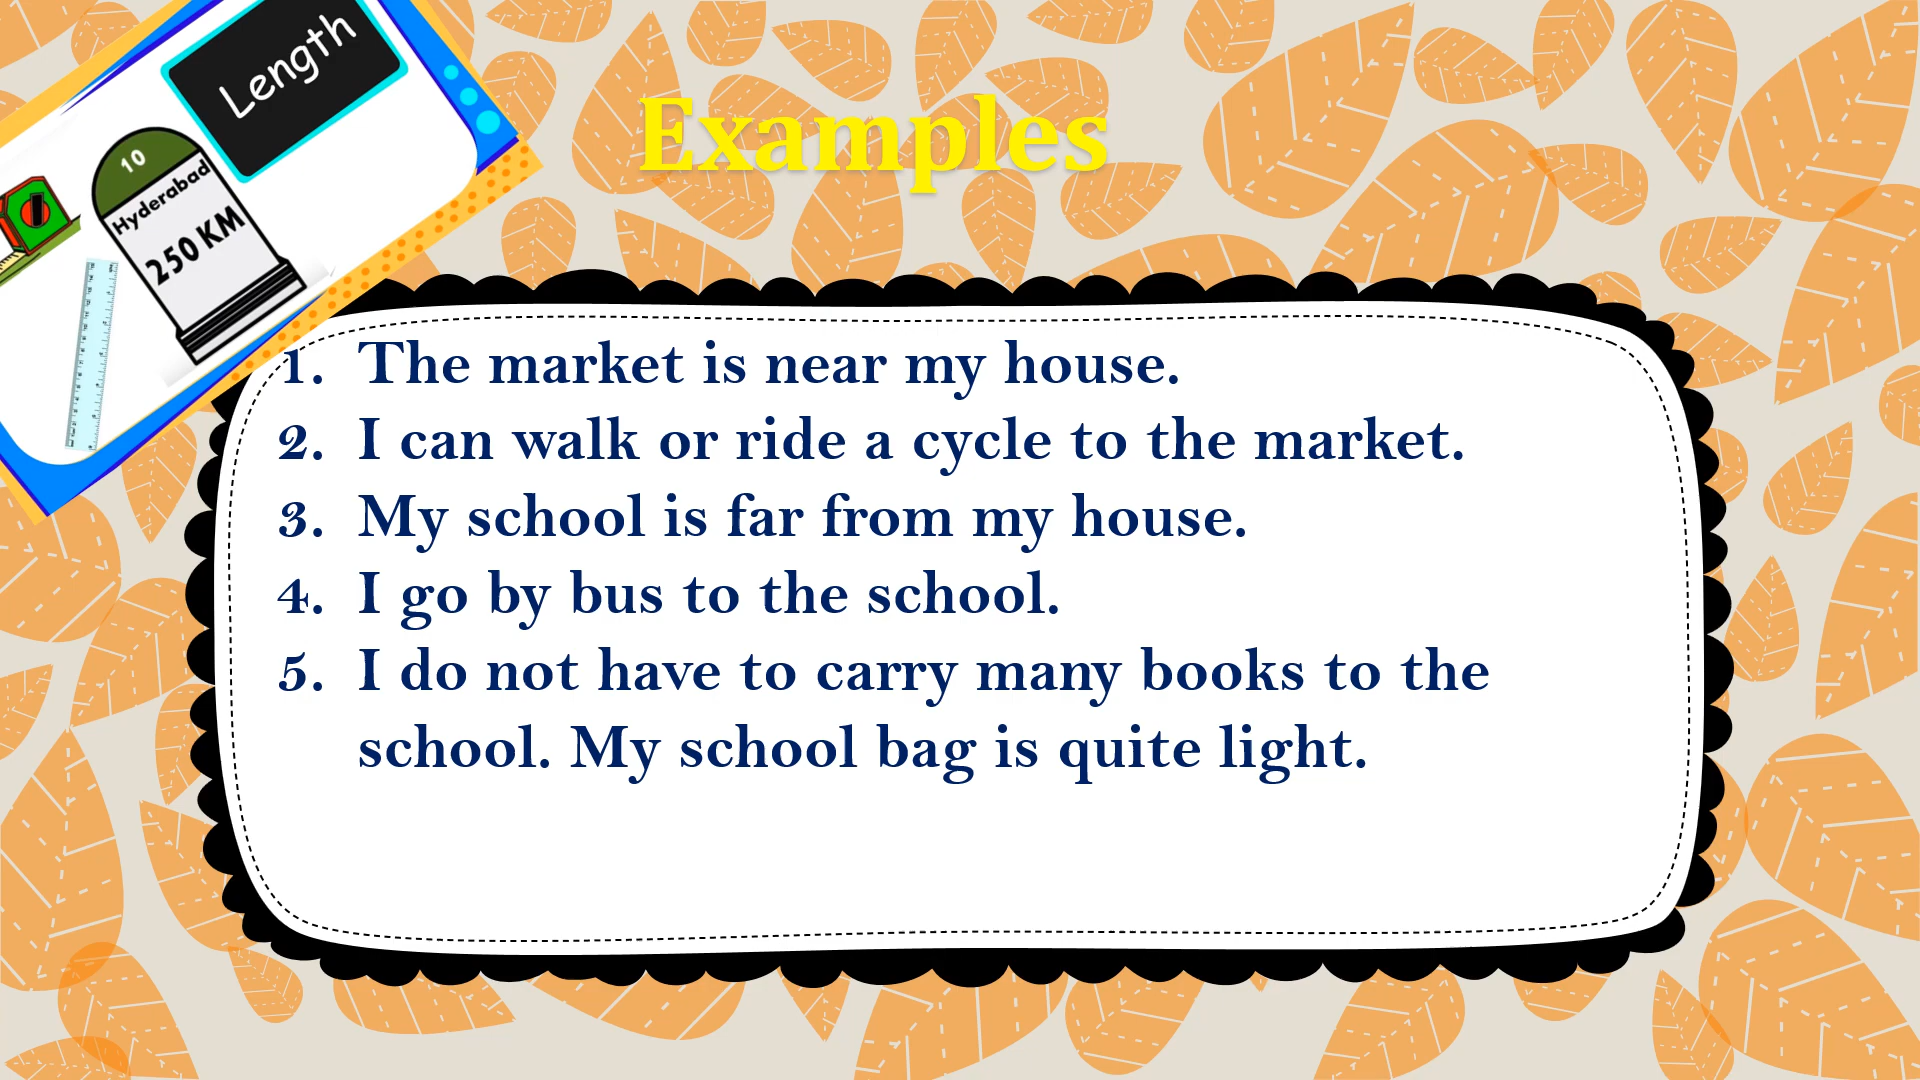 Length
10
Hyderabad
250 KM
Examples
1. The market is near my house.
2. I can walk or ride a cycle to the market.
3. My school is far from my house.
4. I go by bus to the school.
5. I do not have to carry many books to the
school. My school bag is quite light.